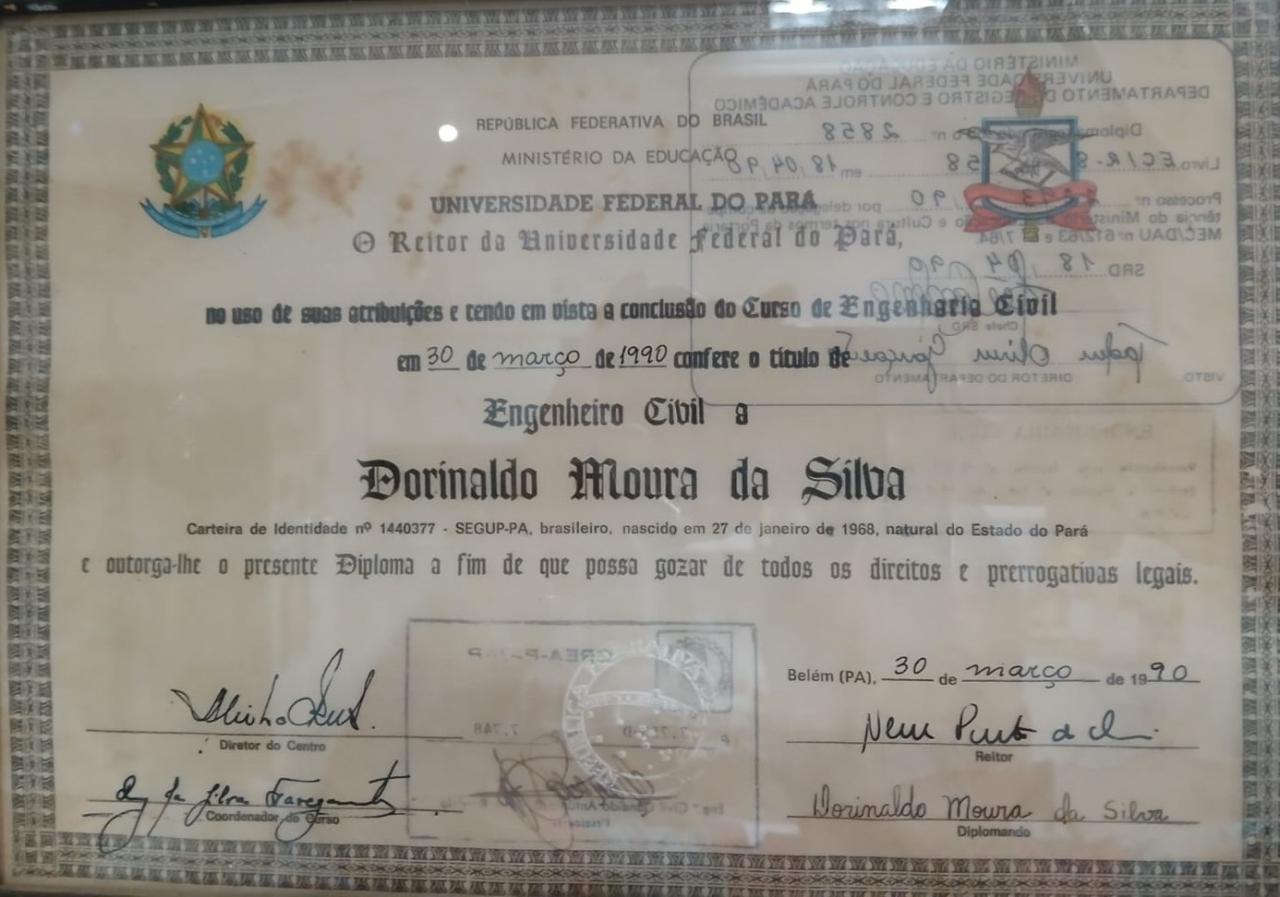 REPÚBLICA FEDERATIVA DO BRASIL
MINISTÉRIO DA EDUCAÇÃO
UNIVERSIDADE FEDERAL DO PARÁ
O Reitor da Universidade Federal do Pará,
no uso de suas atribuições e tendo em vista a conclusão do Curso de Engenharia Civil
em 30 de março de 1990 confere o título de
Engenheiro Civil a
Dorinaldo Moura da Silva
Carteira de Identidade nº 1440377 - SEGUP-PA, brasileiro, nascido em 27 de janeiro de 1968, natural do Estado do Pará
e outorga-lhe o presente Diploma a fim de que possa gozar de todos os direitos e prerrogativas legais.
Belém (PA), 30 de março de 1990
Diretor do Centro
Reitor
Coordenador do Curso
Dorinaldo Moura da Silva
Diplomando
MINISTÉRIO DA EDUCAÇÃO
UNIVERSIDADE FEDERAL DO PARÁ
DEPARTAMENTO DE REGISTRO E CONTROLE ACADÊMICO
2858
18 04 90
SRD 18 04 90
Chefe SRD
VISTO DIRETOR DO DEPARTAMENTO